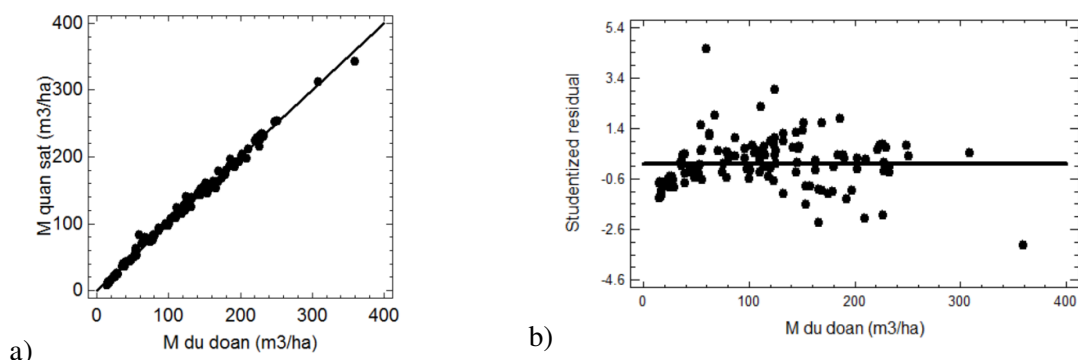 400
300
200
100
0
M quan sat (m3/ha)
0 100 200 300 400
M du doan (m3/ha)
a)
5.4
3.4
1.4
-0.6
-2.6
-4.6
Studentized residual
0 100 200 300 400
M du doan (m3/ha)
b)